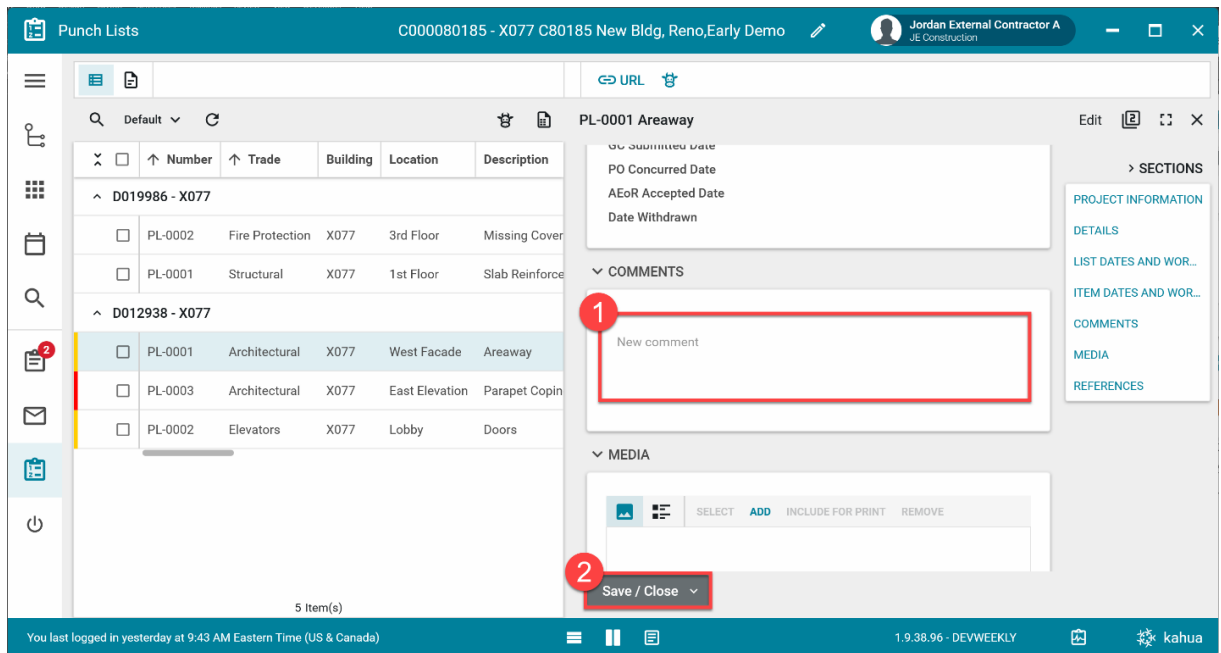 Punch Lists
C000080185 - X077 C80185 New Bldg, Reno,Early Demo
Jordan External Contractor A
JE Construction
URL
Default
PL-0001 Areaway
Edit
2
Number Trade Building Location Description
D019986 - X077
PL-0002 Fire Protection X077 3rd Floor Missing Cover
PL-0001 Structural X077 1st Floor Slab Reinforce
D012938 - X077
PL-0001 Architectural X077 West Facade Areaway
PL-0003 Architectural X077 East Elevation Parapet Copin
PL-0002 Elevators X077 Lobby Doors
5 Item(s)
2
GC Submitted Date
PO Concurred Date
AEoR Accepted Date
Date Withdrawn
COMMENTS
1
New comment
MEDIA
SELECT ADD INCLUDE FOR PRINT REMOVE
2
Save / Close
SECTIONS
PROJECT INFORMATION
DETAILS
LIST DATES AND WOR...
ITEM DATES AND WOR...
COMMENTS
MEDIA
REFERENCES
You last logged in yesterday at 9:43 AM Eastern Time (US & Canada)
1.9.38.96 - DEVWEEKLY
kahua